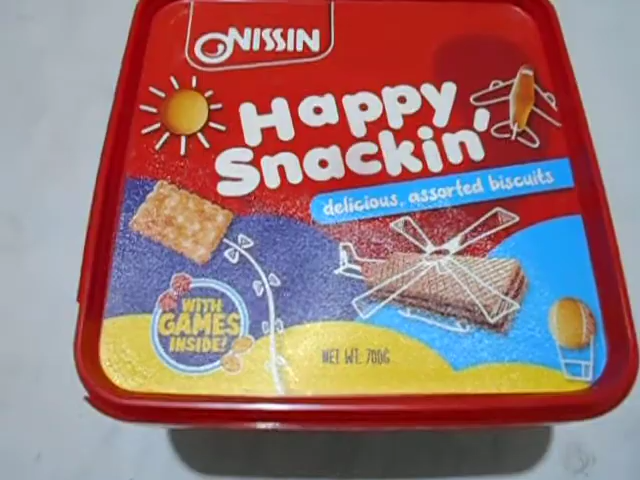 NISSIN
Happy
Snackin'
delicious, assorted biscuits
WITH
GAMES
INSIDE!
NET WT. 700G